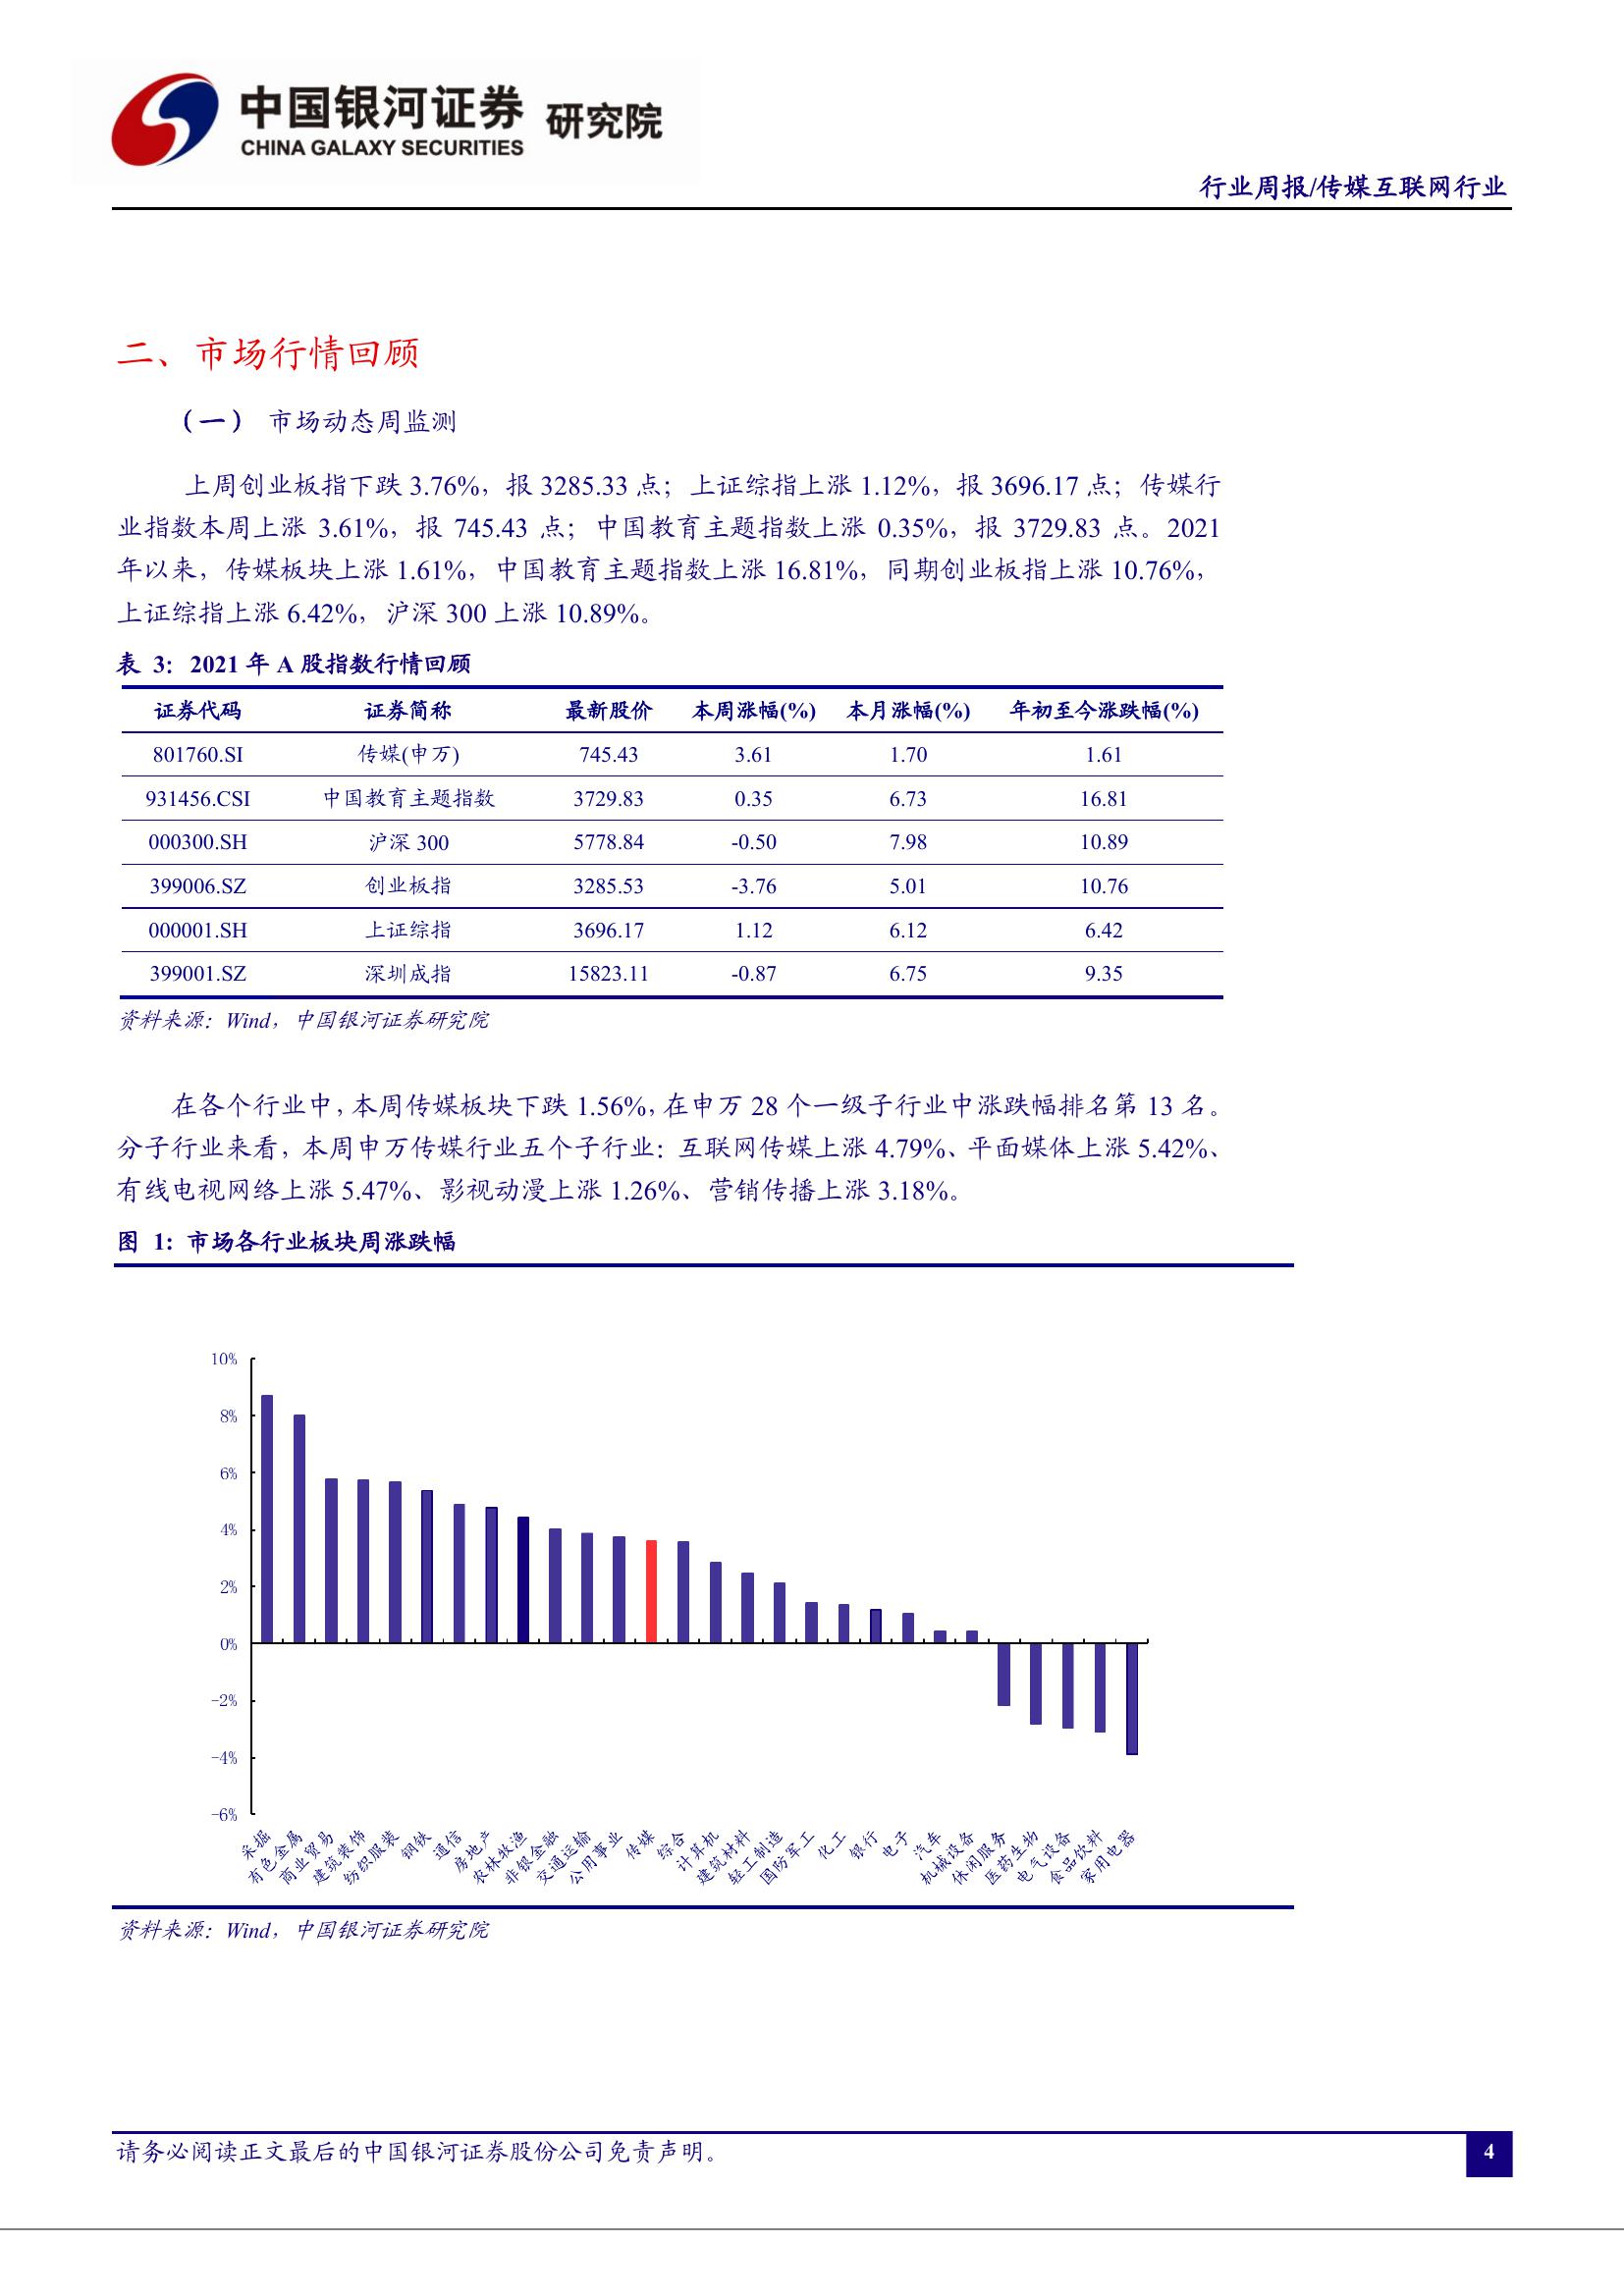 中国银河证券 研究院
CHINA GALAXY SECURITIES
行业周报/传媒互联网行业
二、市场行情回顾
（一） 市场动态周监测
上周创业板指下跌 3.76%，报 3285.33 点；上证综指上涨 1.12%，报 3696.17 点；传媒行
业指数本周上涨 3.61%，报 745.43 点；中国教育主题指数上涨 0.35%，报 3729.83 点。2021
年以来，传媒板块上涨 1.61%，中国教育主题指数上涨 16.81%，同期创业板指上涨 10.76%，
上证综指上涨 6.42%，沪深 300 上涨 10.89%。
表 3：2021 年 A 股指数行情回顾
证券代码 证券简称 最新股价 本周涨幅(%) 本月涨幅(%) 年初至今涨跌幅(%)
801760.SI 传媒(申万) 745.43 3.61 1.70 1.61
931456.CSI 中国教育主题指数 3729.83 0.35 6.73 16.81
000300.SH 沪深 300 5778.84 -0.50 7.98 10.89
399006.SZ 创业板指 3285.53 -3.76 5.01 10.76
000001.SH 上证综指 3696.17 1.12 6.12 6.42
399001.SZ 深圳成指 15823.11 -0.87 6.75 9.35
资料来源：Wind，中国银河证券研究院
在各个行业中，本周传媒板块下跌 1.56%，在申万 28 个一级子行业中涨跌幅排名第 13 名。
分子行业来看，本周申万传媒行业五个子行业：互联网传媒上涨 4.79%、平面媒体上涨 5.42%、
有线电视网络上涨 5.47%、影视动漫上涨 1.26%、营销传播上涨 3.18%。
图 1：市场各行业板块周涨跌幅
10%
8%
6%
4%
2%
0%
-2%
-4%
-6%
采掘 有色金属 商业贸易 建筑装饰 纺织服装 钢铁 通信 房地产 农林牧渔 非银金融 交通运输 公用事业 传媒 综合 计算机 建筑材料 轻工制造 国防军工 化工 银行 电子 汽车 机械设备 休闲服务 医药生物 电气设备 食品饮料 家用电器
资料来源：Wind，中国银河证券研究院
请务必阅读正文最后的中国银河证券股份公司免责声明。
4